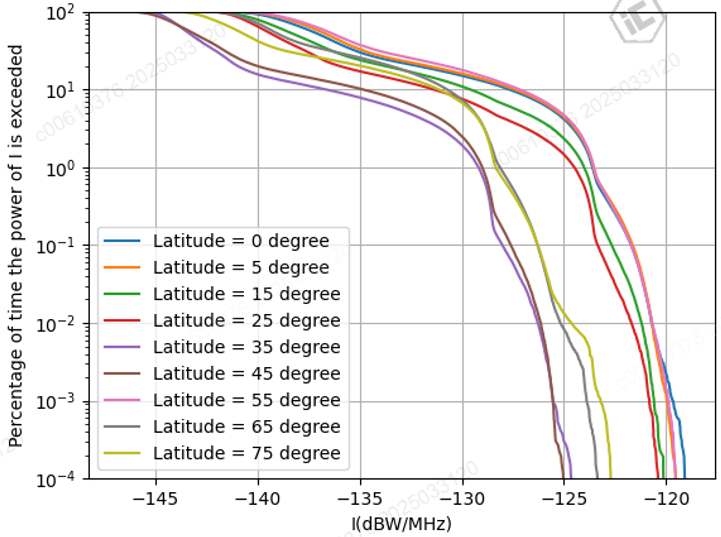 10²
10¹
10⁰
10⁻¹
10⁻²
10⁻³
10⁻⁴
Percentage of time the power of I is exceeded
Latitude = 0 degree
Latitude = 5 degree
Latitude = 15 degree
Latitude = 25 degree
Latitude = 35 degree
Latitude = 45 degree
Latitude = 55 degree
Latitude = 65 degree
Latitude = 75 degree
−145 −140 −135 −130 −125 −120
I(dBW/MHz)